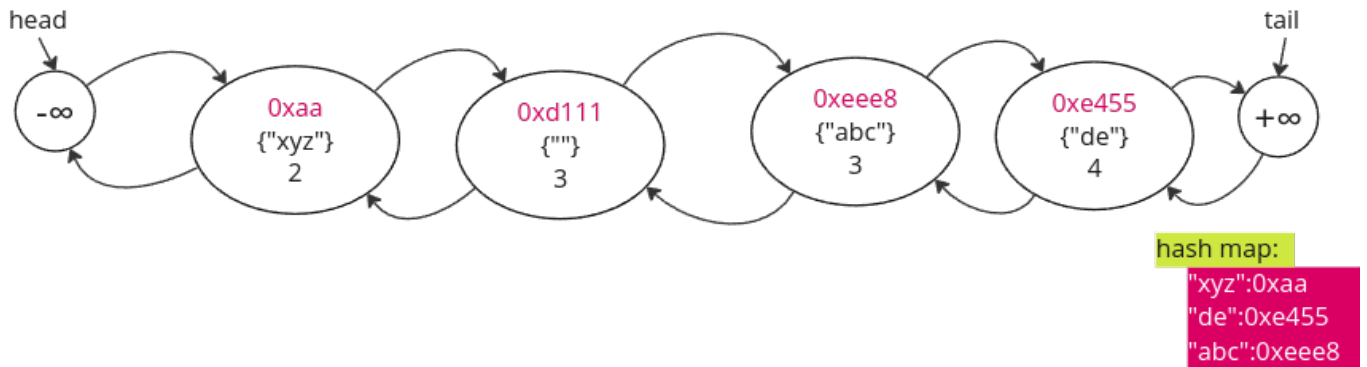 head
tail
-∞
0xaa
{"xyz"}
2
0xd111
{""}
3
0xeee8
{"abc"}
3
0xe455
{"de"}
4
+∞
hash map:
"xyz":0xaa
"de":0xe455
"abc":0xeee8